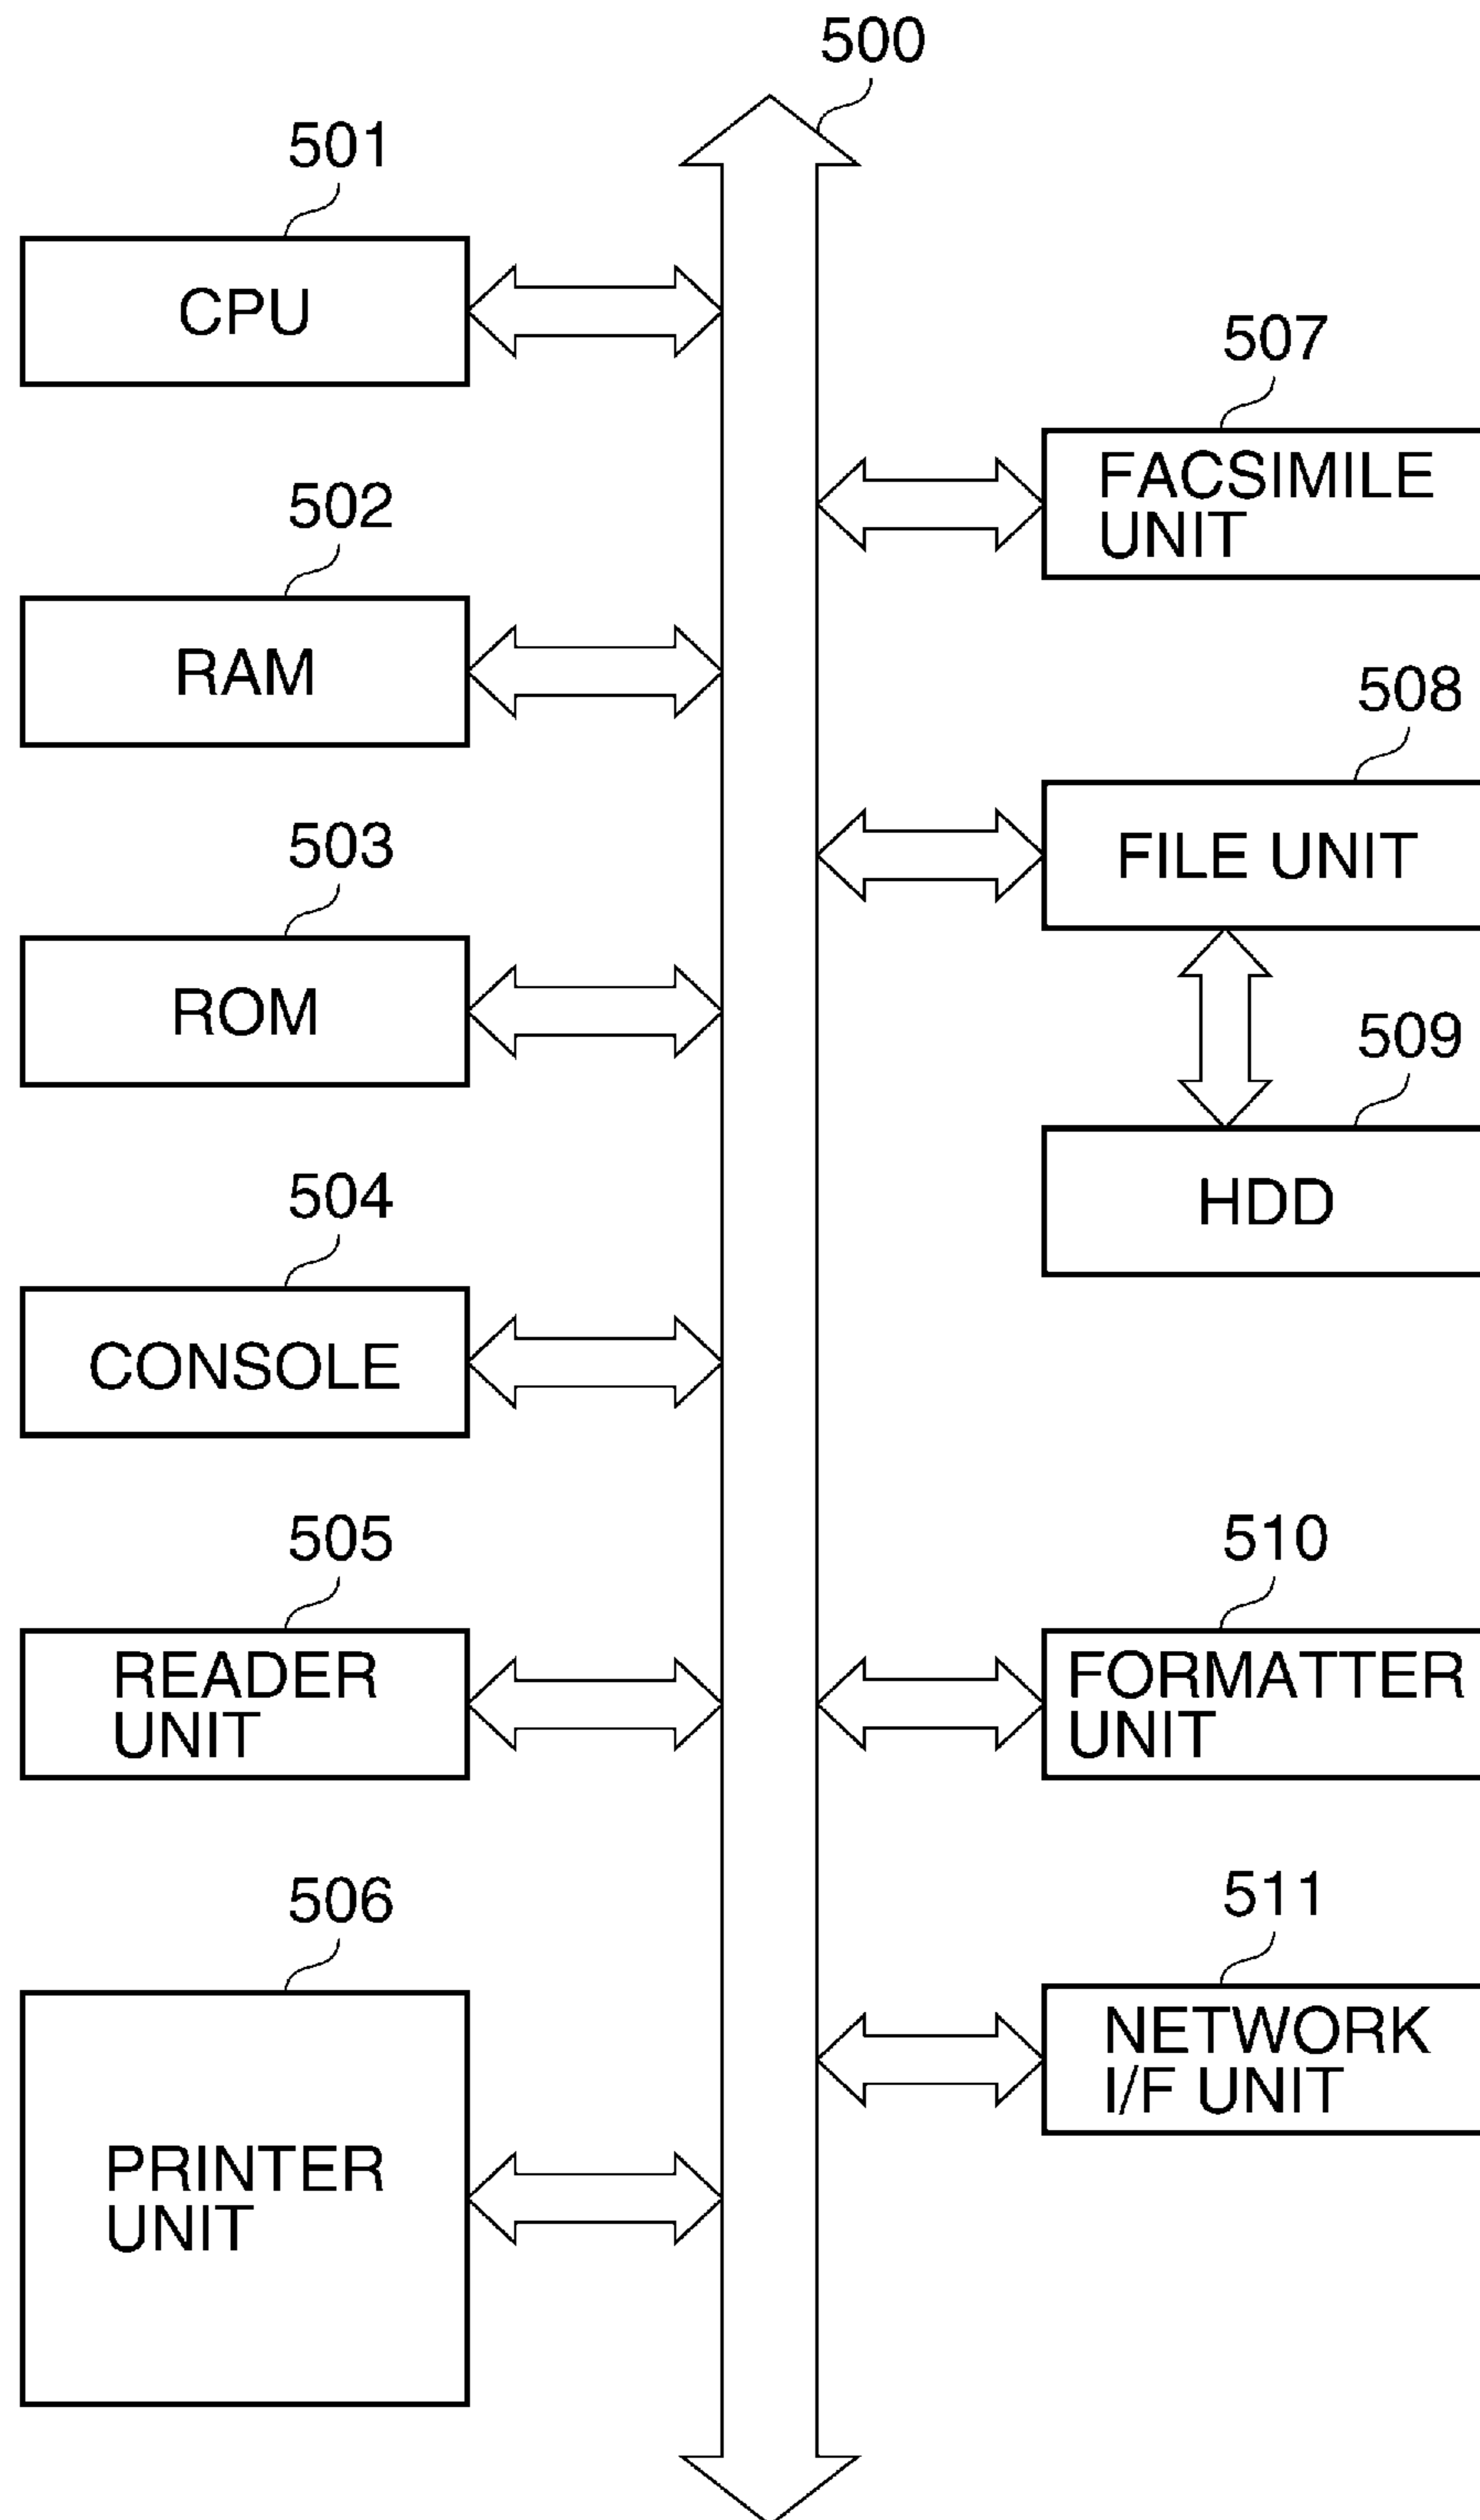 500
501
CPU
507
FACSIMILE
UNIT
502
RAM
508
FILE UNIT
503
ROM
509
HDD
504
CONSOLE
505
READER
UNIT
510
FORMATTER
UNIT
506
PRINTER
UNIT
511
NETWORK
I/F UNIT